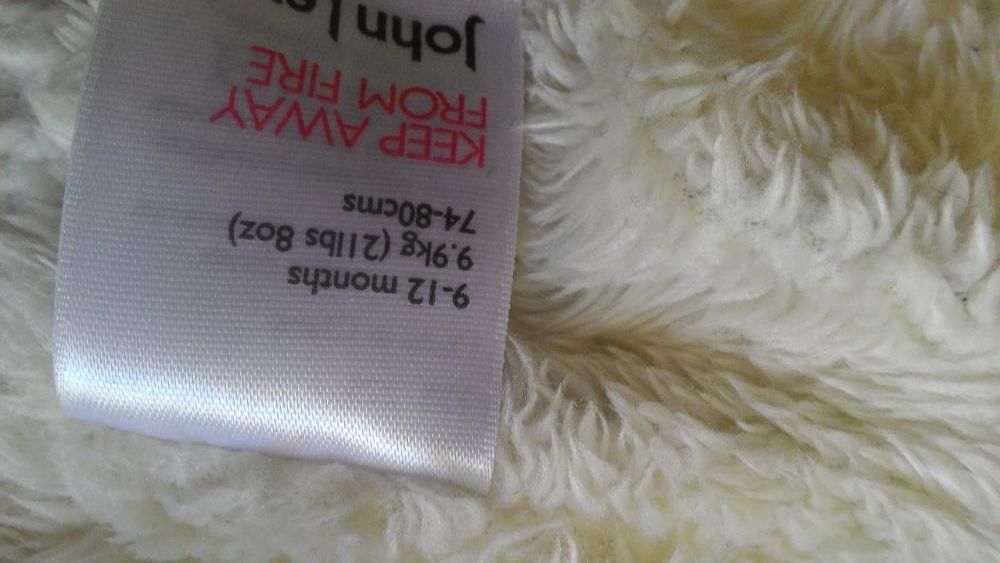 9-12 months
9.9kg (21lbs 8oz)
74-80cms
KEEP AWAY
FROM FIRE
john